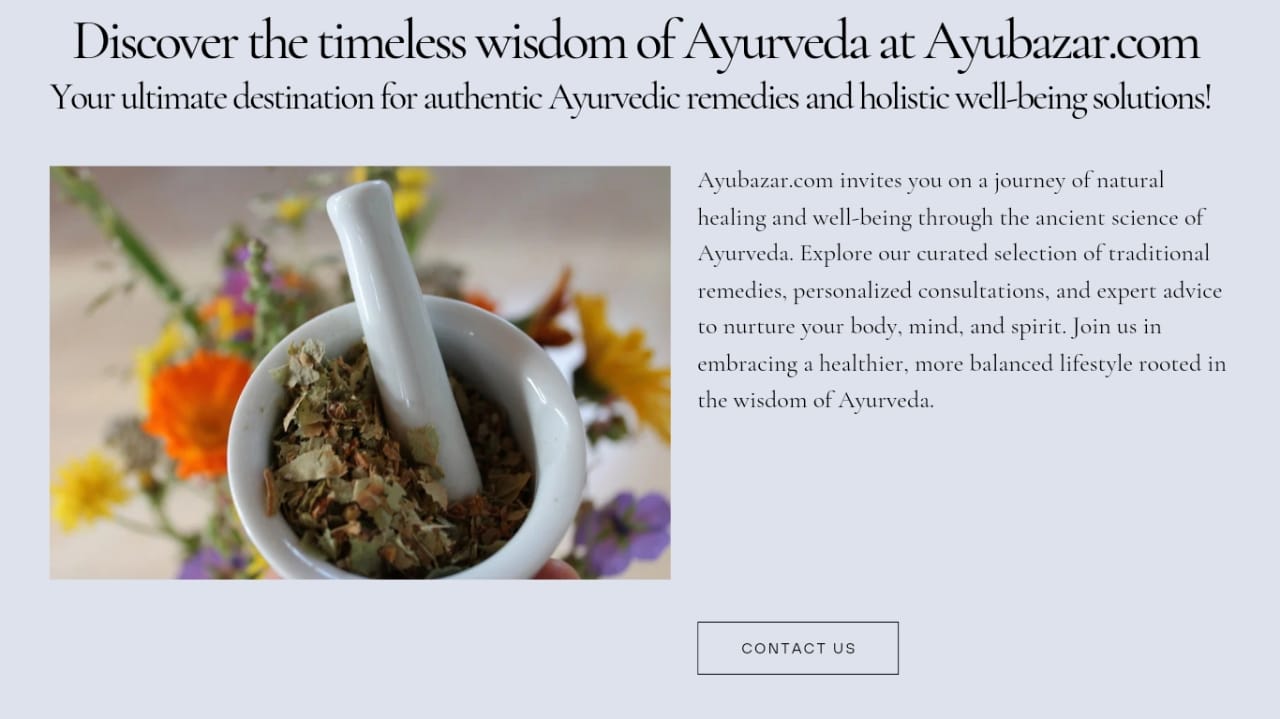 Discover the timeless wisdom of Ayurveda at Ayubazar.com
Your ultimate destination for authentic Ayurvedic remedies and holistic well-being solutions!
Ayubazar.com invites you on a journey of natural
healing and well-being through the ancient science of
Ayurveda. Explore our curated selection of traditional
remedies, personalized consultations, and expert advice
to nurture your body, mind, and spirit. Join us in
embracing a healthier, more balanced lifestyle rooted in
the wisdom of Ayurveda.
CONTACT US